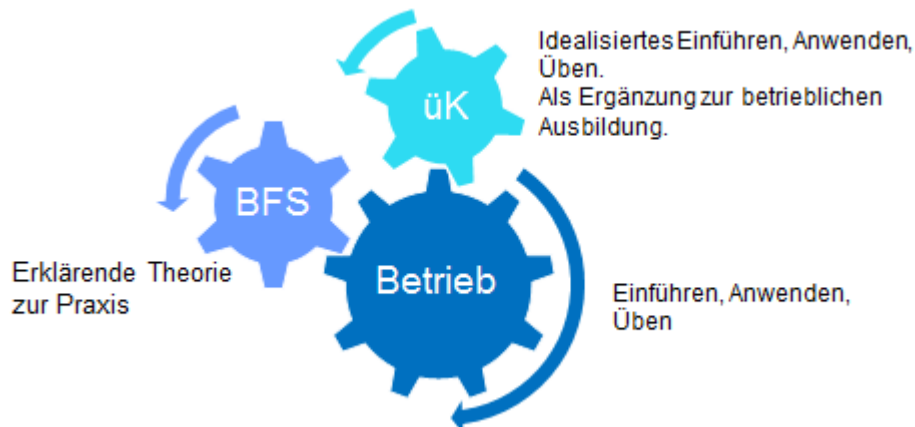 Idealisiertes Einführen, Anwenden,
Üben.
Als Ergänzung zur betrieblichen
Ausbildung.
üK
BFS
Betrieb
Erklärende Theorie
zur Praxis
Einführen, Anwenden,
Üben